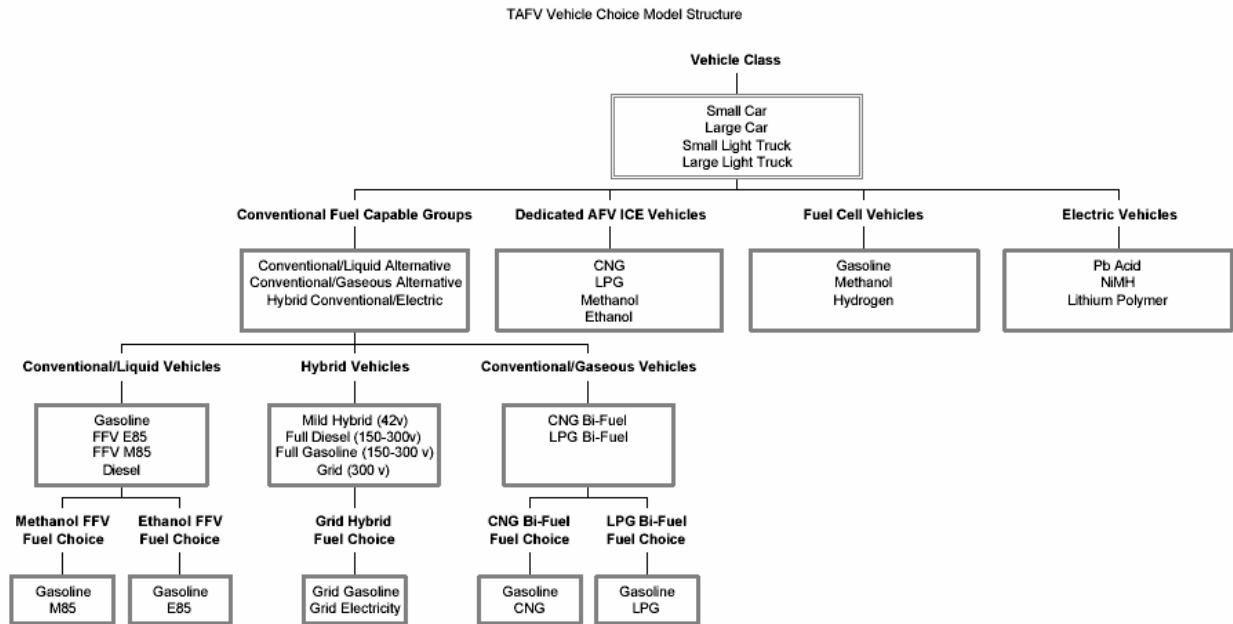 TAFV Vehicle Choice Model Structure
Vehicle Class
Small Car
Large Car
Small Light Truck
Large Light Truck
Conventional Fuel Capable Groups
Conventional/Liquid Alternative
Conventional/Gaseous Alternative
Hybrid Conventional/Electric
Dedicated AFV ICE Vehicles
CNG
LPG
Methanol
Ethanol
Fuel Cell Vehicles
Gasoline
Methanol
Hydrogen
Electric Vehicles
Pb Acid
NiMH
Lithium Polymer
Conventional/Liquid Vehicles
Gasoline
FFV E85
FFV M85
Diesel
Hybrid Vehicles
Mild Hybrid (42v)
Full Diesel (150-300v)
Full Gasoline (150-300 v)
Grid (300 v)
Conventional/Gaseous Vehicles
CNG Bi-Fuel
LPG Bi-Fuel
Methanol FFV
Fuel Choice
Gasoline
M85
Ethanol FFV
Fuel Choice
Gasoline
E85
Grid Hybrid
Fuel Choice
Grid Gasoline
Grid Electricity
CNG Bi-Fuel
Fuel Choice
Gasoline
CNG
LPG Bi-Fuel
Fuel Choice
Gasoline
LPG